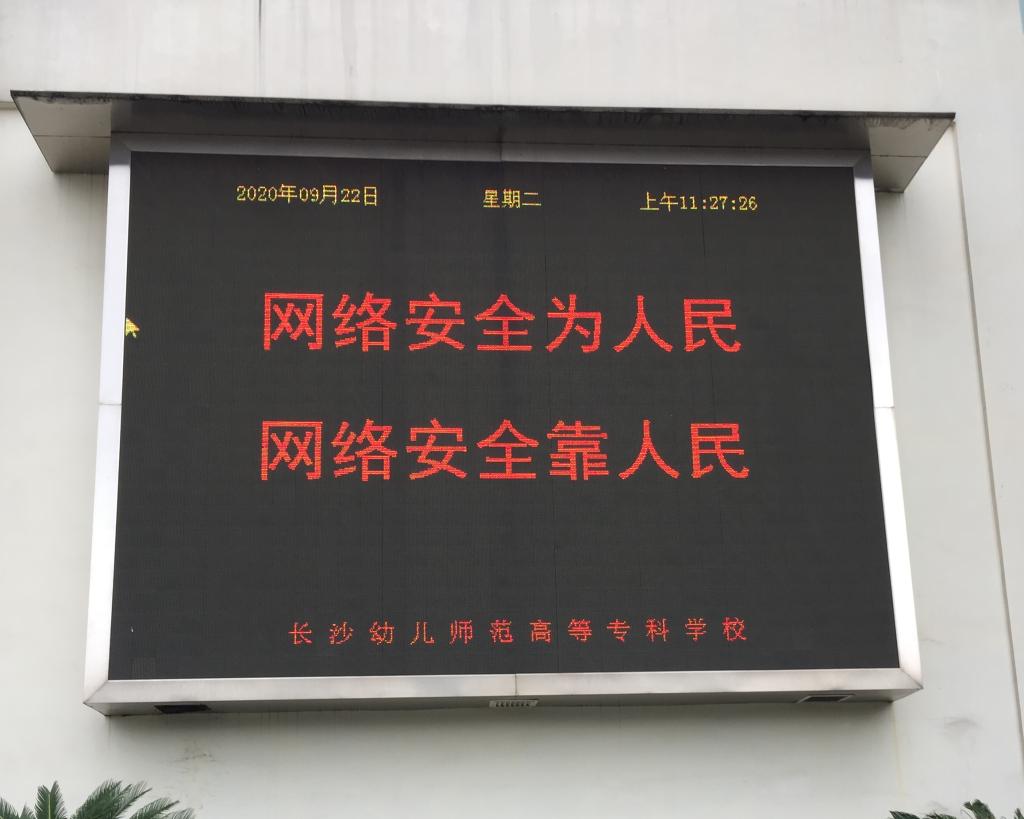 2020年09月22日 星期二 上午11:27:26
网络安全为人民
网络安全靠人民
长沙幼儿师范高等专科学校